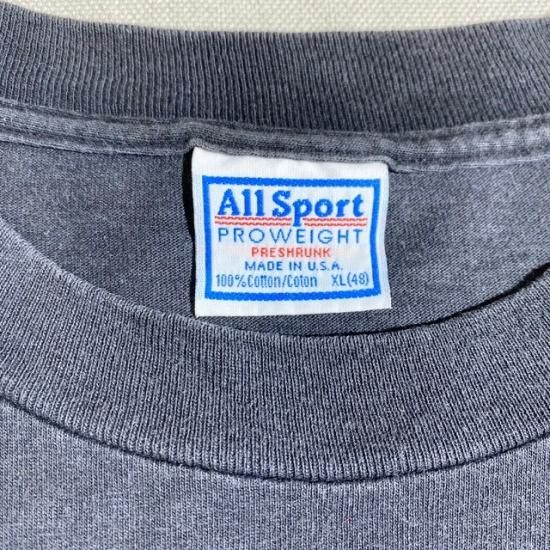 All Sport
PROWEIGHT
PRESHRUNK
MADE IN U.S.A.
100% Cotton/Coton XL(48)